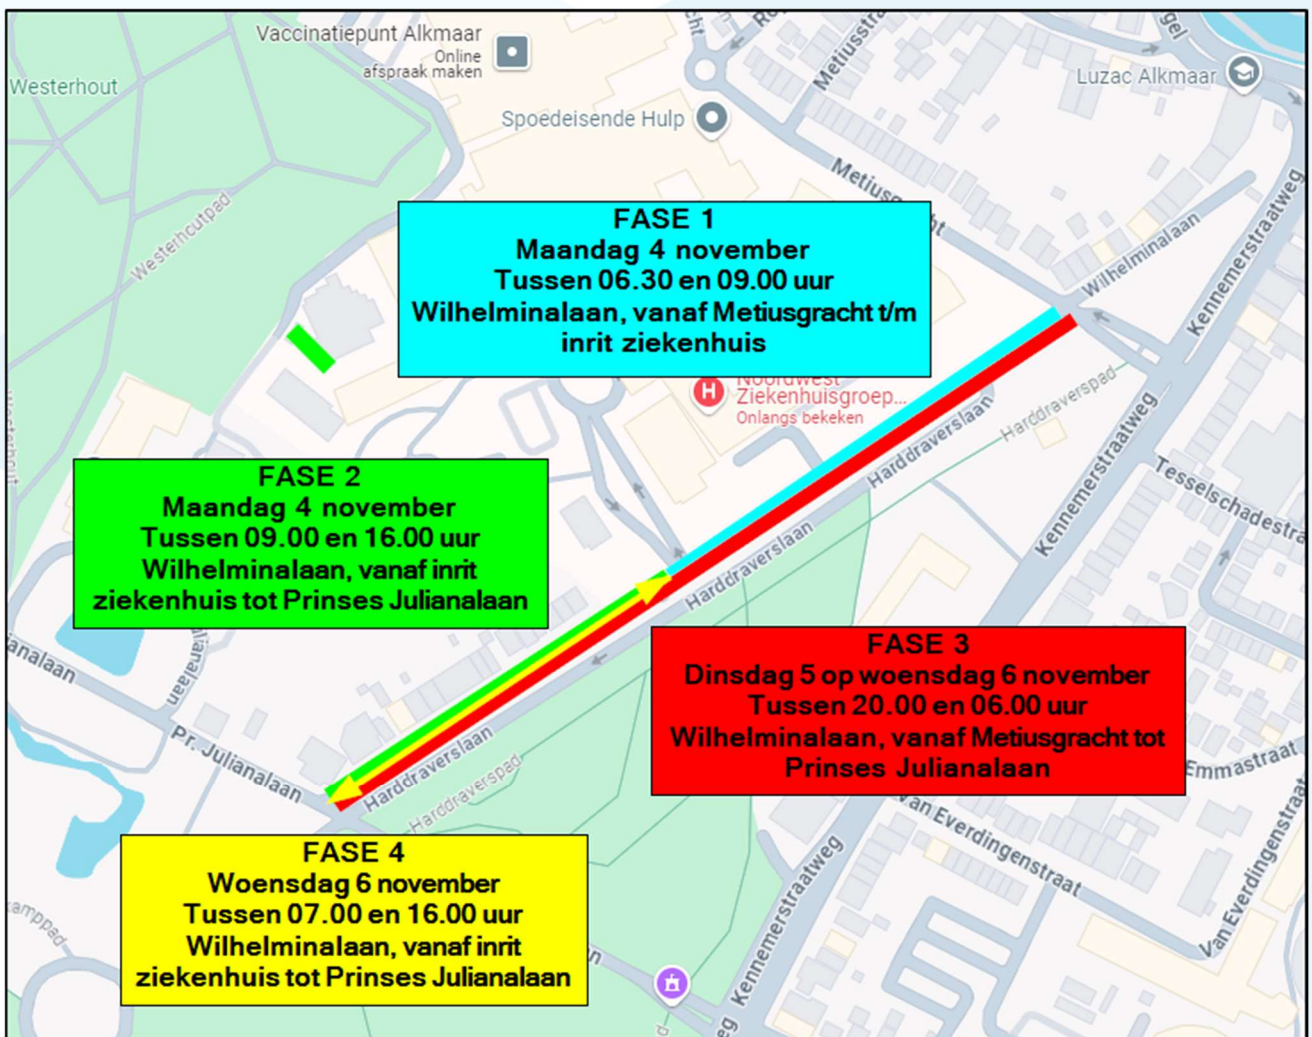 Vaccinatiepunt Alkmaar
Online
afspraak maken
Westerhout
Spoedeisende Hulp
Luzac Alkmaar
Metiusstra
Metiusgracht
Westerhoutpad
Wilhelminalaan
Kennemerstraatweg
FASE 1
Maandag 4 november
Tussen 06.30 en 09.00 uur
Wilhelminalaan, vanaf Metiusgracht t/m
inrit ziekenhuis
H
Noordwest
Ziekenhuisgroep...
Onlangs bekeken
Harddraverslaan
Harddraverspad
Kennemerstraatweg
Tesselschadestra
FASE 2
Maandag 4 november
Tussen 09.00 en 16.00 uur
Wilhelminalaan, vanaf inrit
ziekenhuis tot Prinses Julianalaan
Harddraverslaan
ianalaan
ulianalaan
FASE 3
Dinsdag 5 op woensdag 6 november
Tussen 20.00 en 06.00 uur
Wilhelminalaan, vanaf Metiusgracht tot
Prinses Julianalaan
Pr. Julianalaan
Harddraverslaan
Harddraverspad
Emmastraat
Van Everdingenstraat
Van Everdingenstraat
FASE 4
Woensdag 6 november
Tussen 07.00 en 16.00 uur
Wilhelminalaan, vanaf inrit
ziekenhuis tot Prinses Julianalaan
kamppad
Kennemerstraatweg